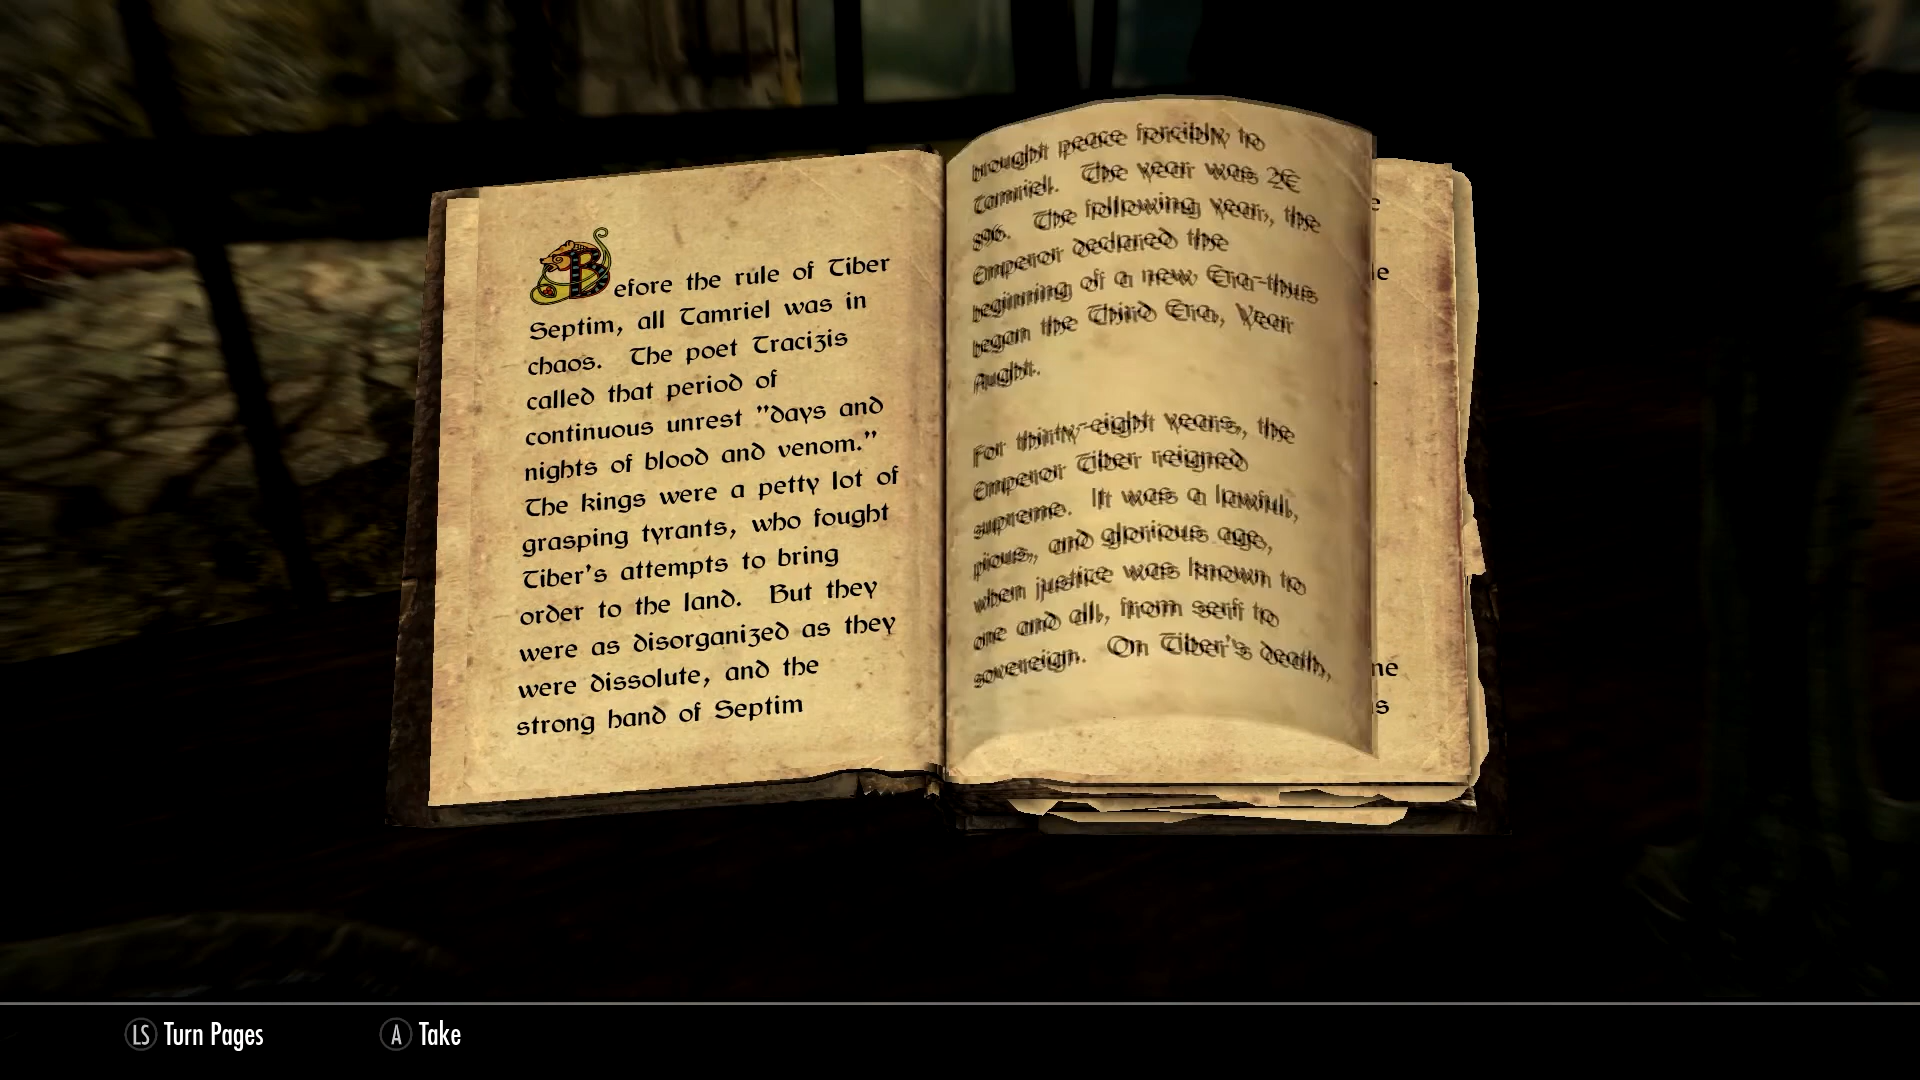 Before the rule of Tiber
Septim, all Tamriel was in
chaos. The poet Tracizis
called that period of
continuous unrest "days and
nights of blood and venom."
The kings were a petty lot of
grasping tyrants, who fought
Tiber's attempts to bring
order to the land. But they
were as disorganized as they
were dissolute, and the
strong hand of Septim
brought peace forcibly to
Tamriel. The year was 2E
896. The following year, the
Emperor declared the
beginning of a new Era-thus
began the Third Era, Year
Aught.
For thirty-eight years, the
Emperor Tiber reigned
supreme. It was a lawful,
pious, and glorious age,
when justice was known to
one and all, from serf to
sovereign. On Tiber's death,
LS Turn Pages
A Take